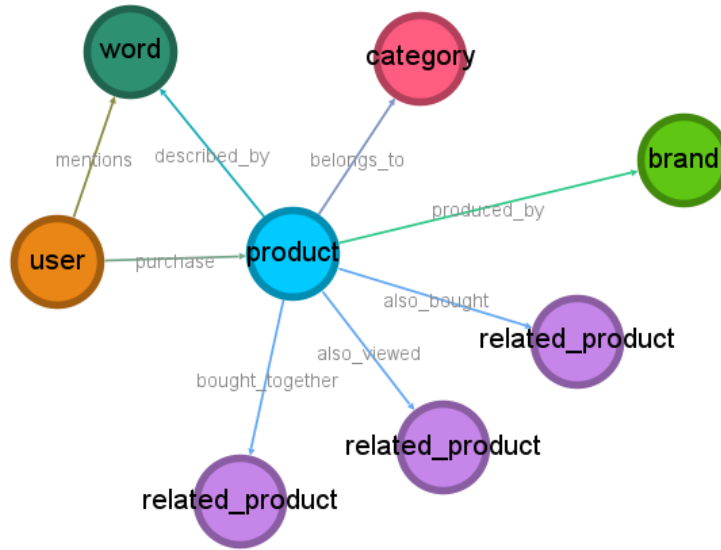 word
category
brand
mentions
described_by
belongs_to
produced_by
user
purchase
product
also_bought
related_product
also_viewed
bought_together
related_product
related_product